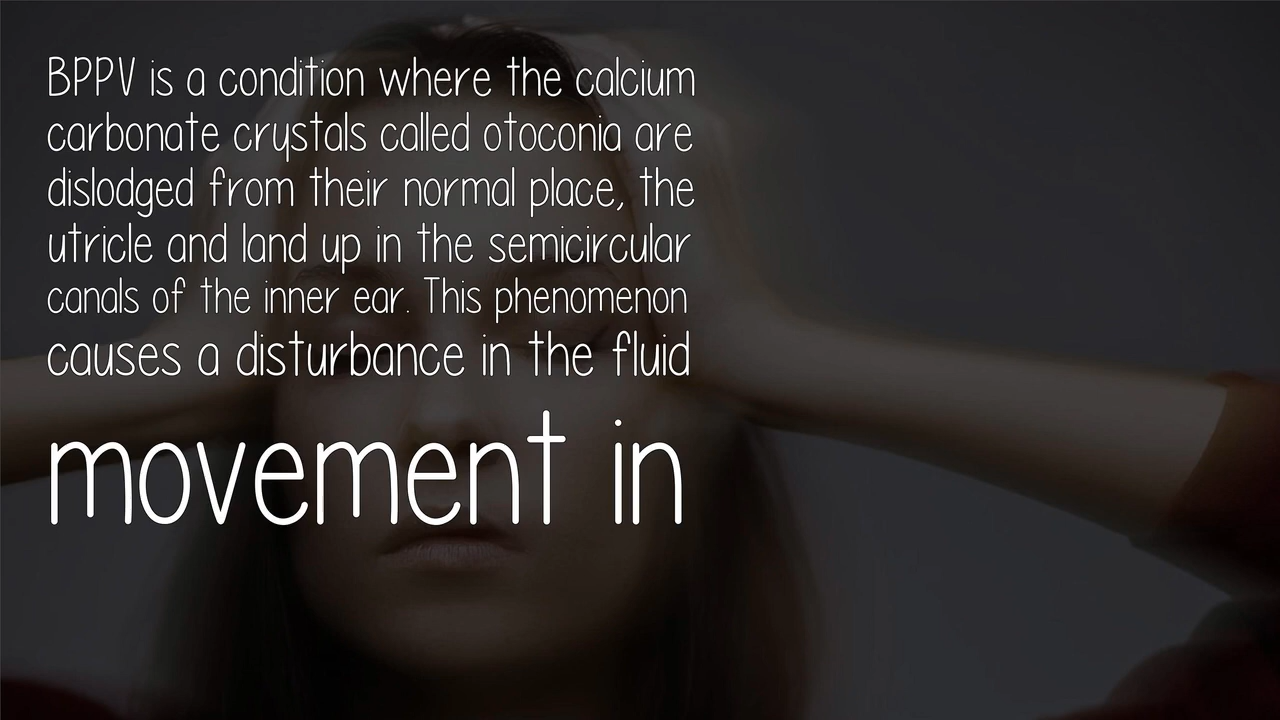 BPPV is a condition where the calcium
carbonate crystals called otoconia are
dislodged from their normal place, the
utricle and land up in the semicircular
canals of the inner ear. This phenomenon
causes a disturbance in the fluid
movement in